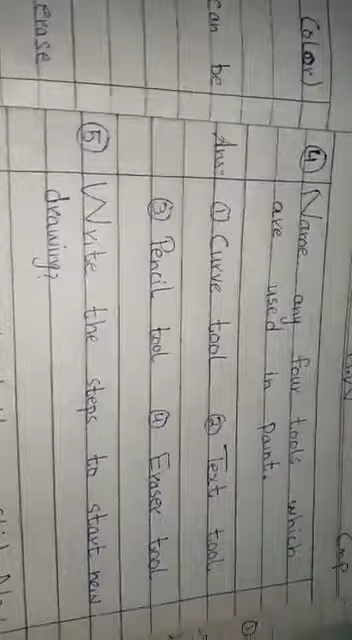 Color)
can be
erase
④ Name any four tools which
are used in paint.
Ans:- ① Curve tool ② Text tool
③ Pencil tool ④ Eraser tool
⑤ Write the steps to start new
drawing?